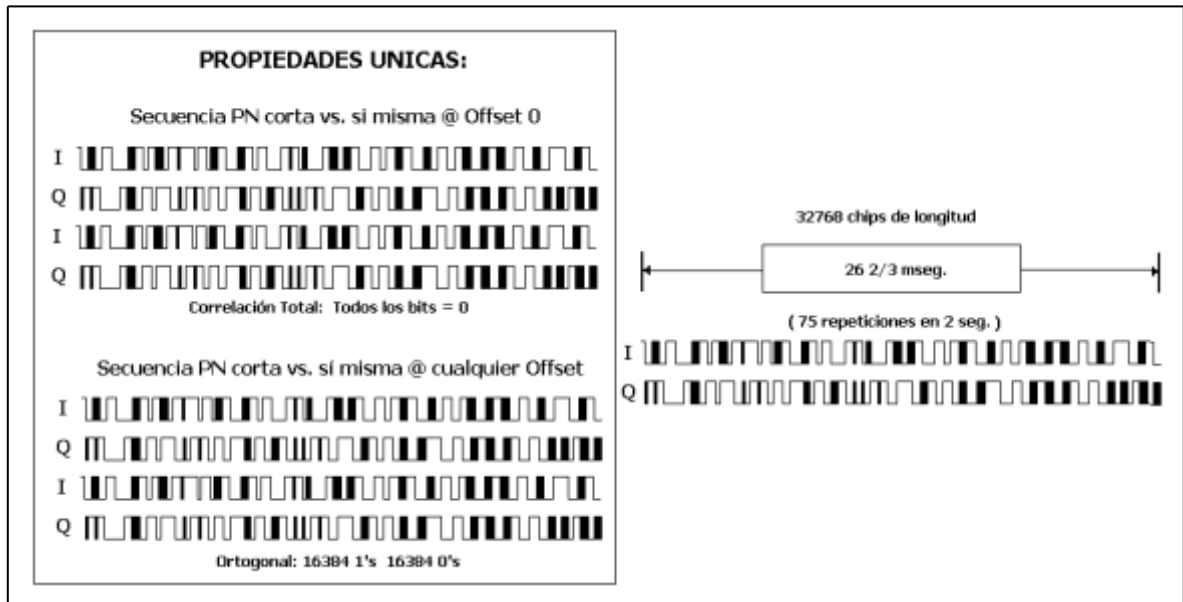 PROPIEDADES UNICAS:
Secuencia PN corta vs. si misma @ Offset 0
I
Q
I
Q
Correlación Total: Todos los bits = 0
Secuencia PN corta vs. sí misma @ cualquier Offset
I
Q
I
Q
Ortogonal: 16384 1's 16384 0's
32768 chips de longitud
26 2/3 mseg.
( 75 repeticiones en 2 seg. )
I
Q